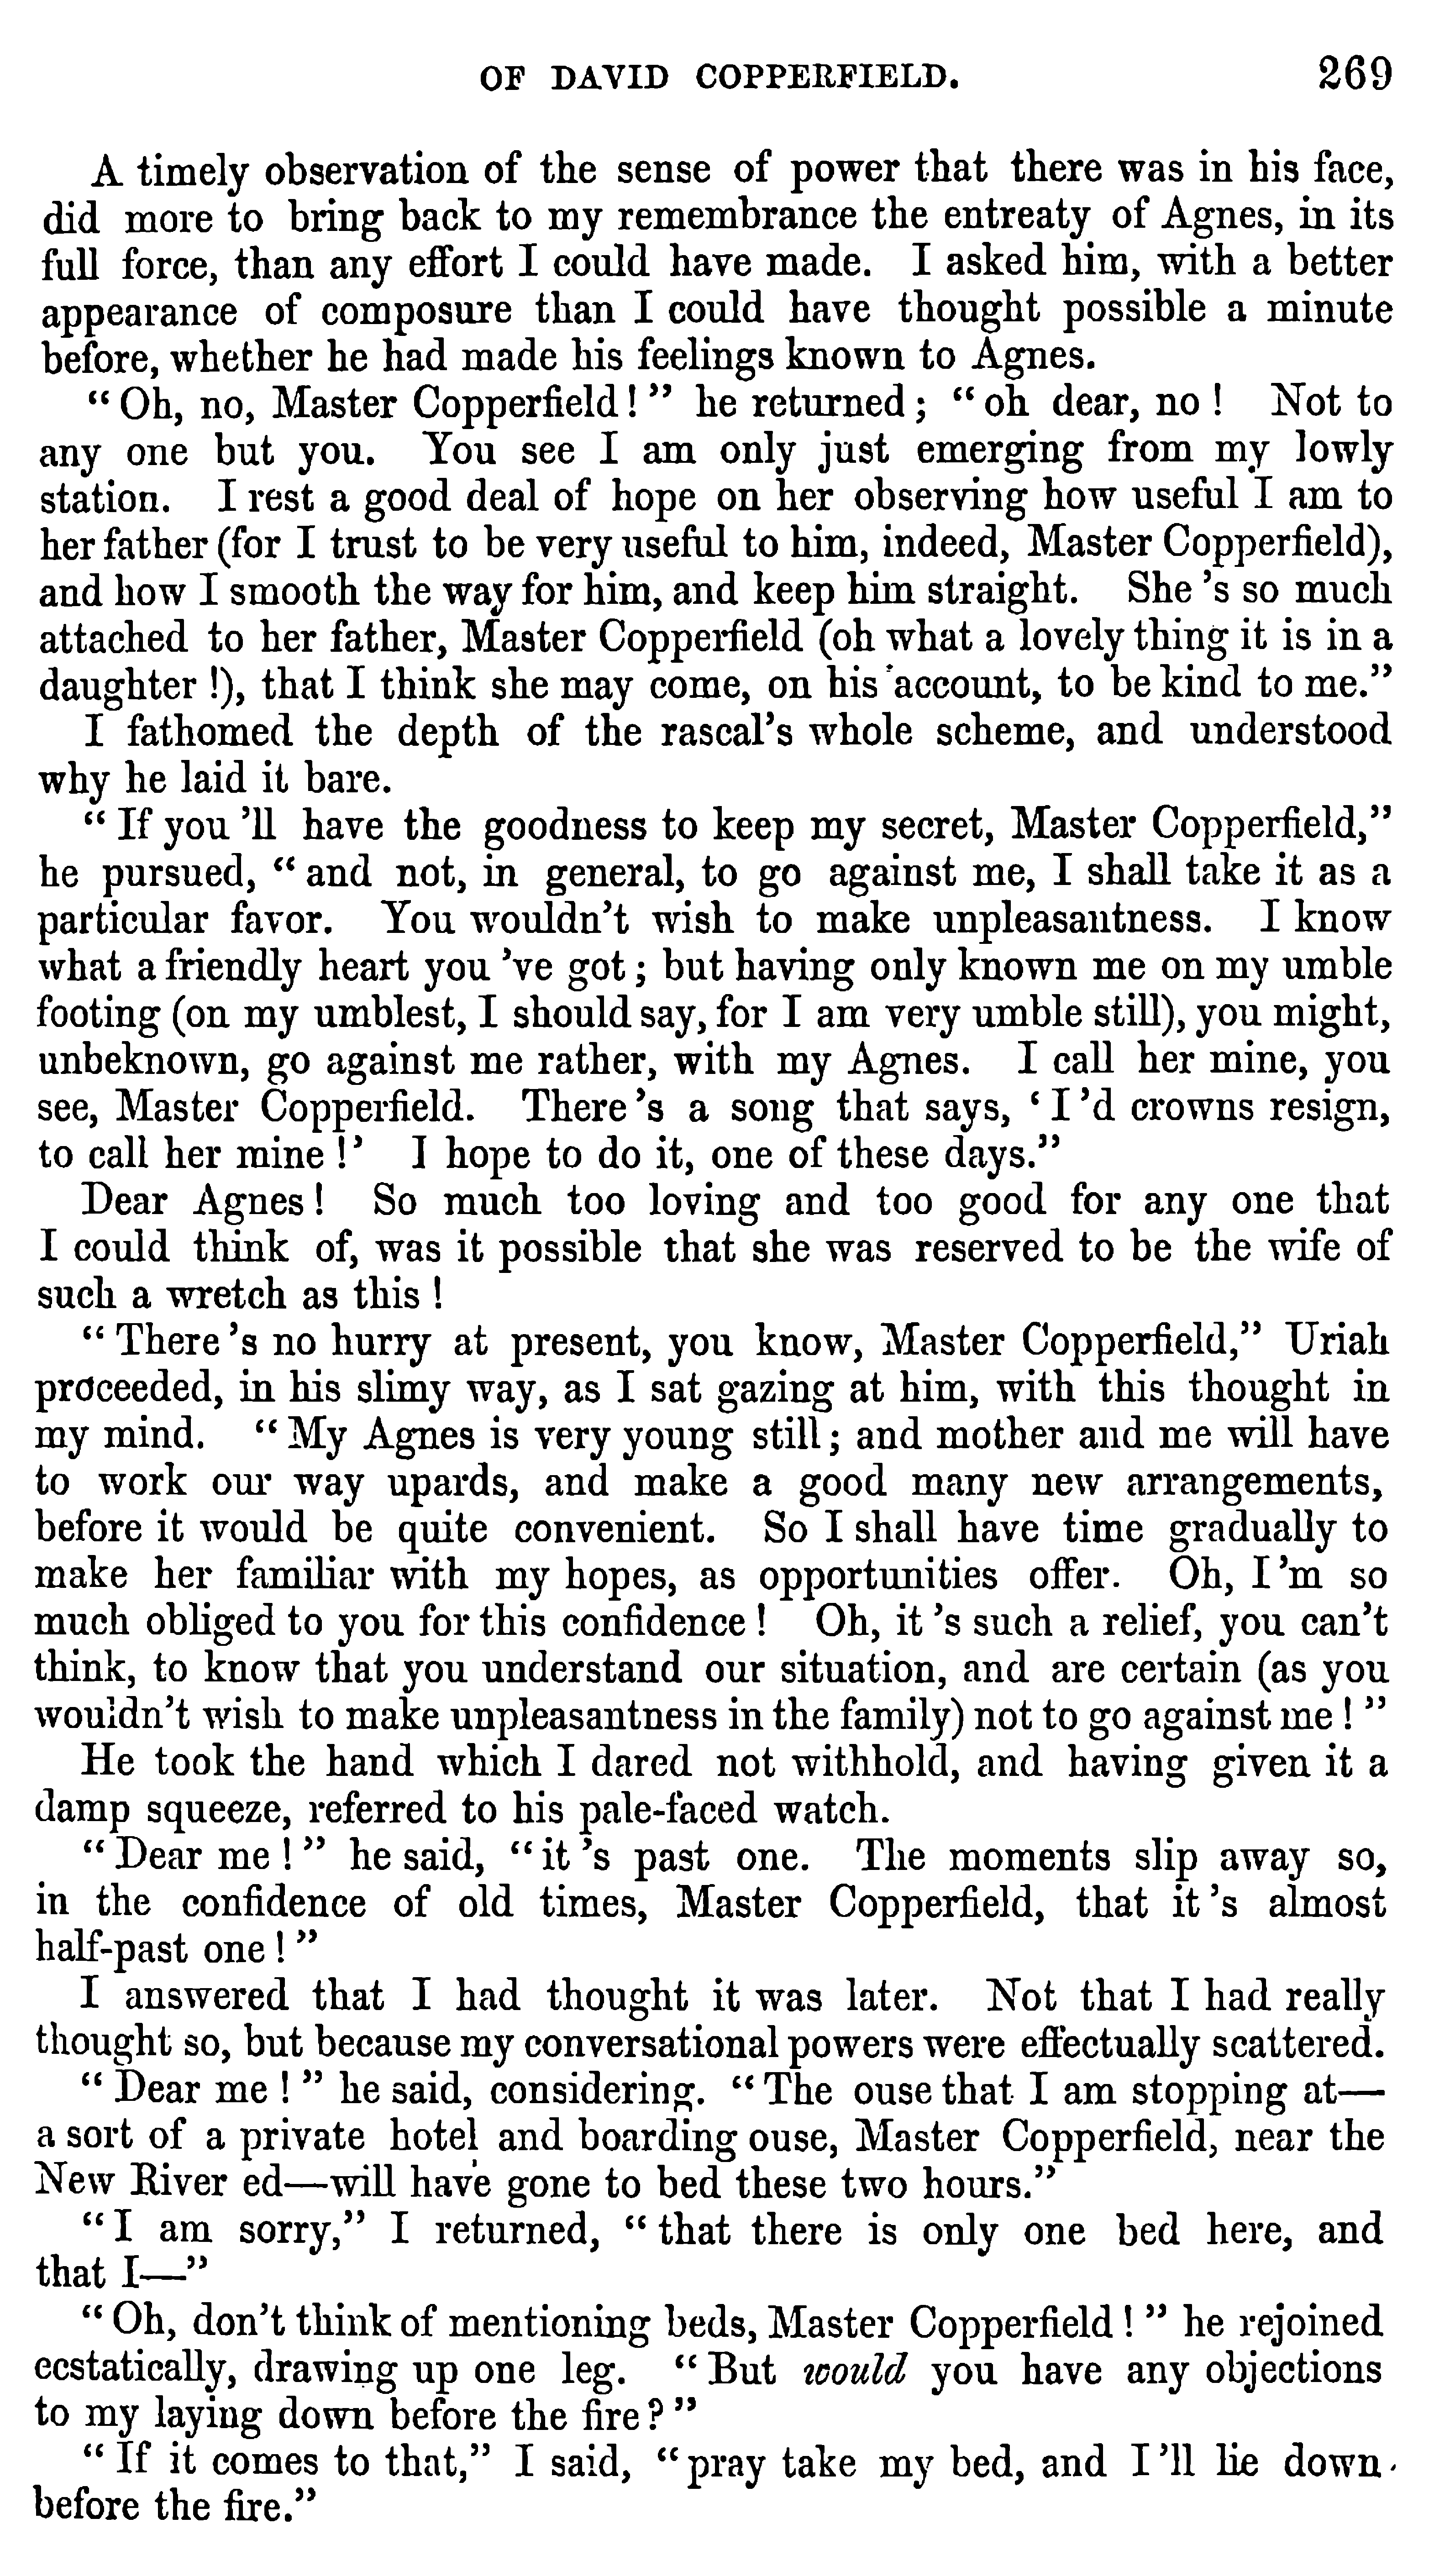 OF DAVID COPPERFIELD. 269
A timely observation of the sense of power that there was in his face,
did more to bring back to my remembrance the entreaty of Agnes, in its
full force, than any effort I could have made. I asked him, with a better
appearance of composure than I could have thought possible a minute
before, whether he had made his feelings known to Agnes.
“Oh, no, Master Copperfield!” he returned; “oh dear, no! Not to
any one but you. You see I am only just emerging from my lowly
station. I rest a good deal of hope on her observing how useful I am to
her father (for I trust to be very useful to him, indeed, Master Copperfield),
and how I smooth the way for him, and keep him straight. She 's so much
attached to her father, Master Copperfield (oh what a lovely thing it is in a
daughter!), that I think she may come, on his account, to be kind to me.”
I fathomed the depth of the rascal's whole scheme, and understood
why he laid it bare.
“If you 'll have the goodness to keep my secret, Master Copperfield,”
he pursued, “and not, in general, to go against me, I shall take it as a
particular favor. You wouldn't wish to make unpleasantness. I know
what a friendly heart you 've got; but having only known me on my umble
footing (on my umblest, I should say, for I am very umble still), you might,
unbeknown, go against me rather, with my Agnes. I call her mine, you
see, Master Copperfield. There 's a song that says, ‘I 'd crowns resign,
to call her mine!’ I hope to do it, one of these days.”
Dear Agnes! So much too loving and too good for any one that
I could think of, was it possible that she was reserved to be the wife of
such a wretch as this!
“There 's no hurry at present, you know, Master Copperfield,” Uriah
proceeded, in his slimy way, as I sat gazing at him, with this thought in
my mind. “My Agnes is very young still; and mother and me will have
to work our way upards, and make a good many new arrangements,
before it would be quite convenient. So I shall have time gradually to
make her familiar with my hopes, as opportunities offer. Oh, I 'm so
much obliged to you for this confidence! Oh, it 's such a relief, you can't
think, to know that you understand our situation, and are certain (as you
wouldn't wish to make unpleasantness in the family) not to go against me!”
He took the hand which I dared not withhold, and having given it a
damp squeeze, referred to his pale-faced watch.
“Dear me!” he said, “it 's past one. The moments slip away so,
in the confidence of old times, Master Copperfield, that it 's almost
half-past one!”
I answered that I had thought it was later. Not that I had really
thought so, but because my conversational powers were effectually scattered.
“Dear me!” he said, considering. “The ouse that I am stopping at—
a sort of a private hotel and boarding ouse, Master Copperfield, near the
New River ed—will have gone to bed these two hours.”
“I am sorry,” I returned, “that there is only one bed here, and
that I—”
“Oh, don't think of mentioning beds, Master Copperfield!” he rejoined
ecstatically, drawing up one leg. “But would you have any objections
to my laying down before the fire?”
“If it comes to that,” I said, “pray take my bed, and I 'll lie down
before the fire.”